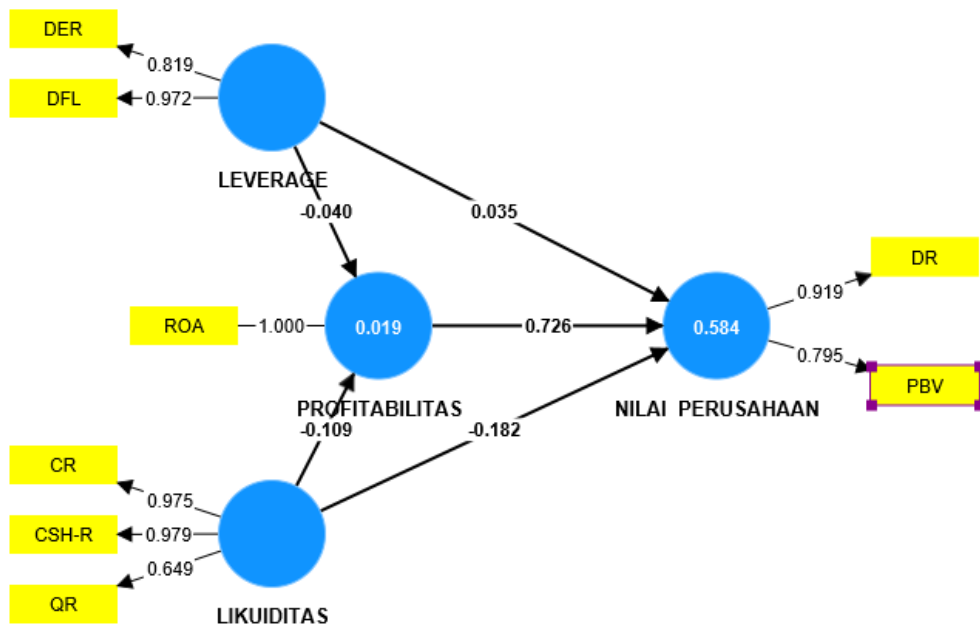 DER
0.819
DFL
0.972
LEVERAGE
-0.040
0.035
DR
0.919
ROA
1.000
0.019
0.726
0.584
0.795
PBV
PROFITABILITAS
NILAI PERUSAHAAN
-0.109
-0.182
CR
0.975
CSH-R
0.979
0.649
QR
LIKUIDITAS